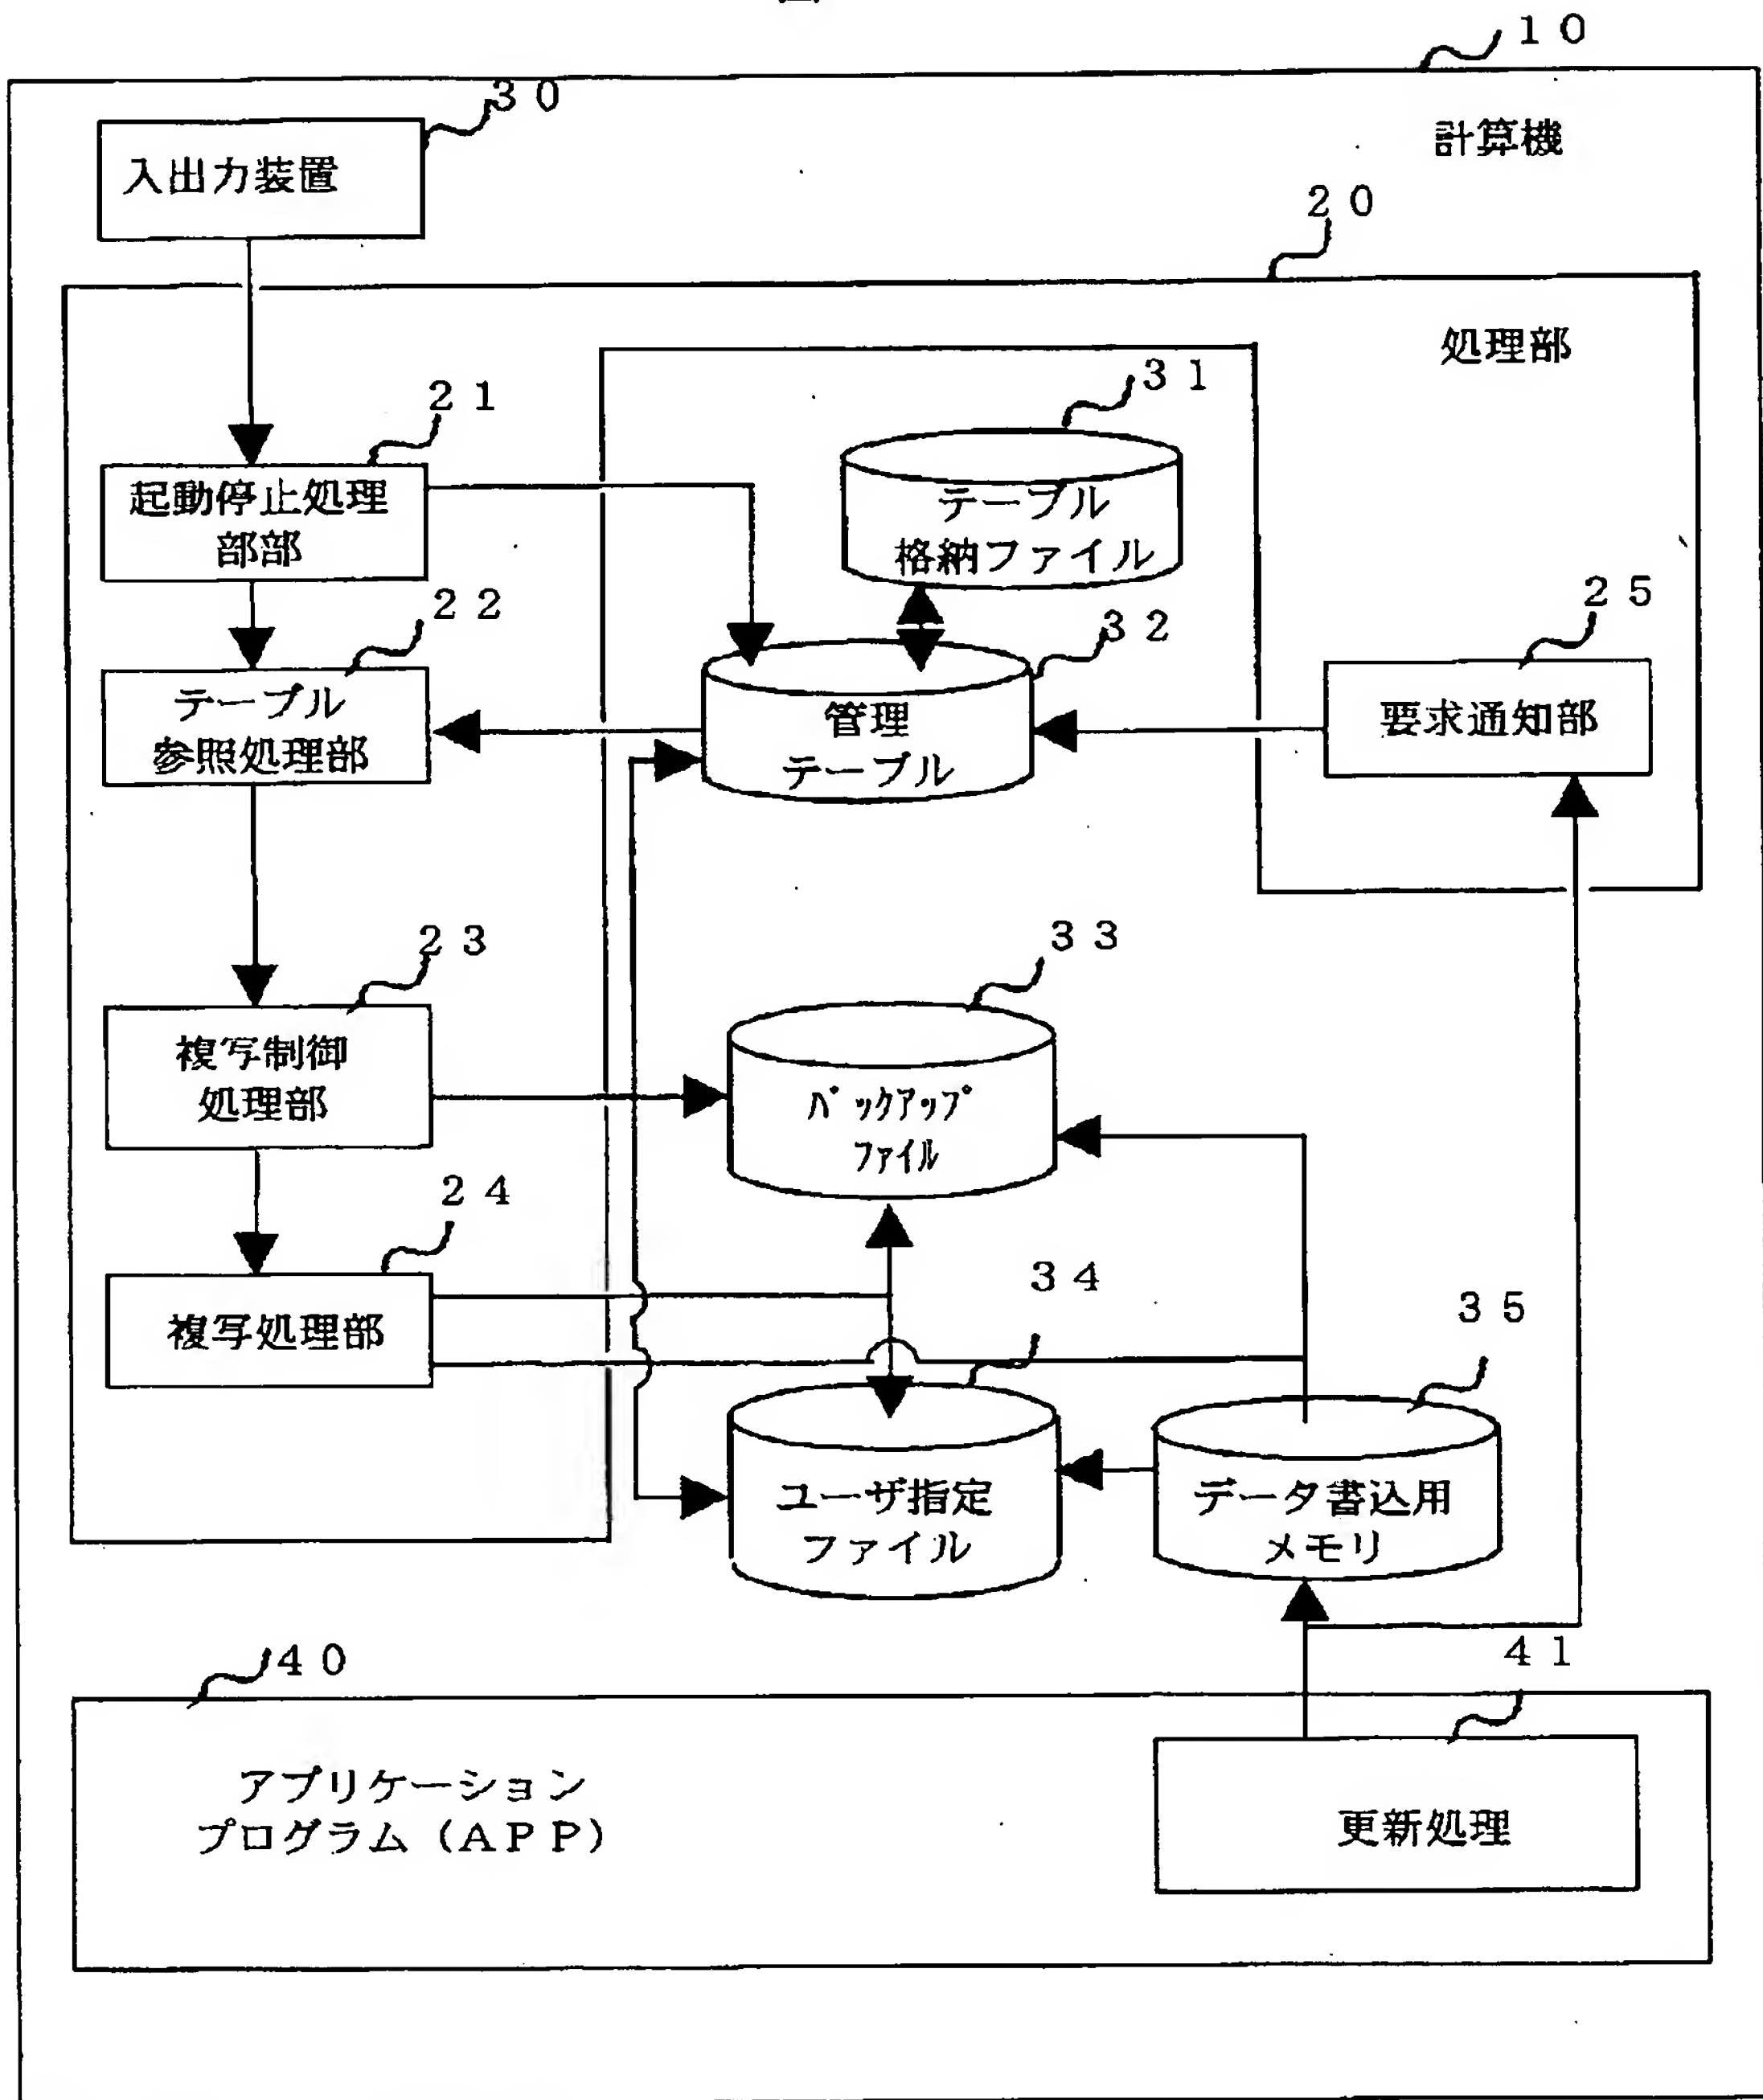 １０
計算機
３０
入出力装置
２０
処理部
２１
起動停止処理
部部
３１
テーブル
格納ファイル
２２
テーブル
参照処理部
３２
管理
テーブル
２５
要求通知部
２３
複写制御
処理部
３３
ﾊﾞｯｸｱｯﾌﾟ
ﾌｧｲﾙ
２４
複写処理部
３４
ユーザ指定
ファイル
３５
データ書込用
メモリ
４０
アプリケーション
プログラム（ＡＰＰ）
４１
更新処理